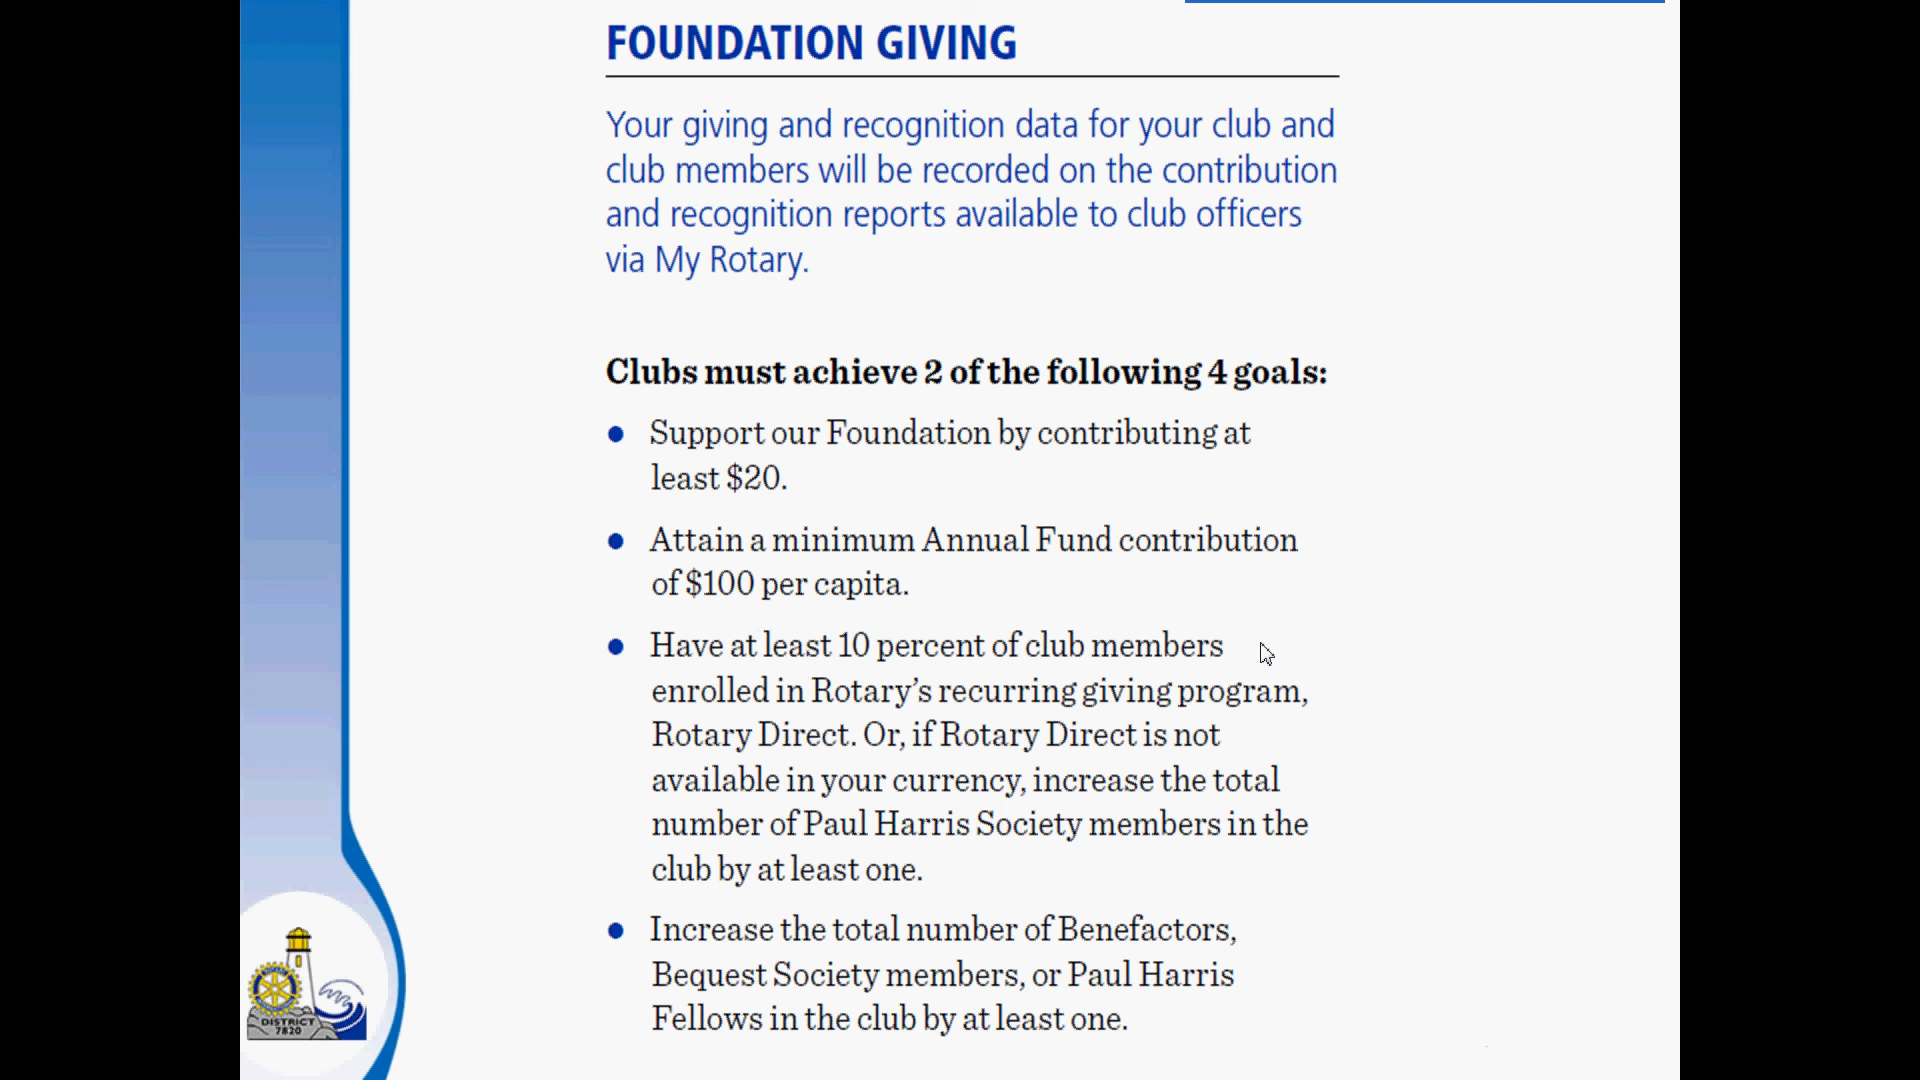 FOUNDATION GIVING
Your giving and recognition data for your club and
club members will be recorded on the contribution
and recognition reports available to club officers
via My Rotary.
Clubs must achieve 2 of the following 4 goals:
● Support our Foundation by contributing at
least $20.
● Attain a minimum Annual Fund contribution
of $100 per capita.
● Have at least 10 percent of club members
enrolled in Rotary’s recurring giving program,
Rotary Direct. Or, if Rotary Direct is not
available in your currency, increase the total
number of Paul Harris Society members in the
club by at least one.
● Increase the total number of Benefactors,
Bequest Society members, or Paul Harris
Fellows in the club by at least one.
DISTRICT
7820